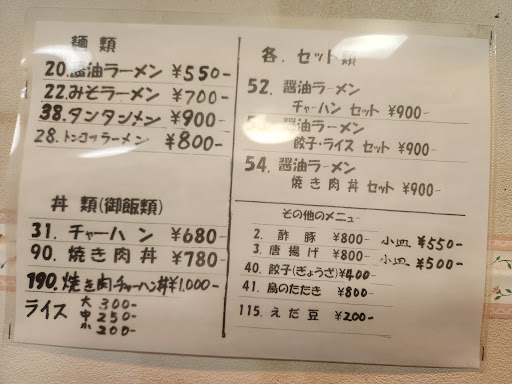 麺類
20.醤油ラーメン ¥550-
22.みそラーメン ¥700-
38.タンタンメン ¥900-
28.トンコツラーメン ¥800-
丼類(御飯類)
31.チャーハン ¥680-
90.焼き肉丼 ¥780-
190.焼き肉チャーハン丼 ¥1,000-
ライス 大 300-
中 250-
小 200-
各.セット類
52.醤油ラーメン
チャーハン セット ¥900-
53.醤油ラーメン
餃子・ライス セット ¥900-
54.醤油ラーメン
焼き肉丼 セット ¥900-
その他のメニュー
2.酢豚 ¥800- 小皿 ¥550-
3.唐揚げ ¥800- 小皿 ¥500-
40.餃子(ぎょうざ) ¥400-
41.鳥のたたき ¥800-
115.えだ豆 ¥200-